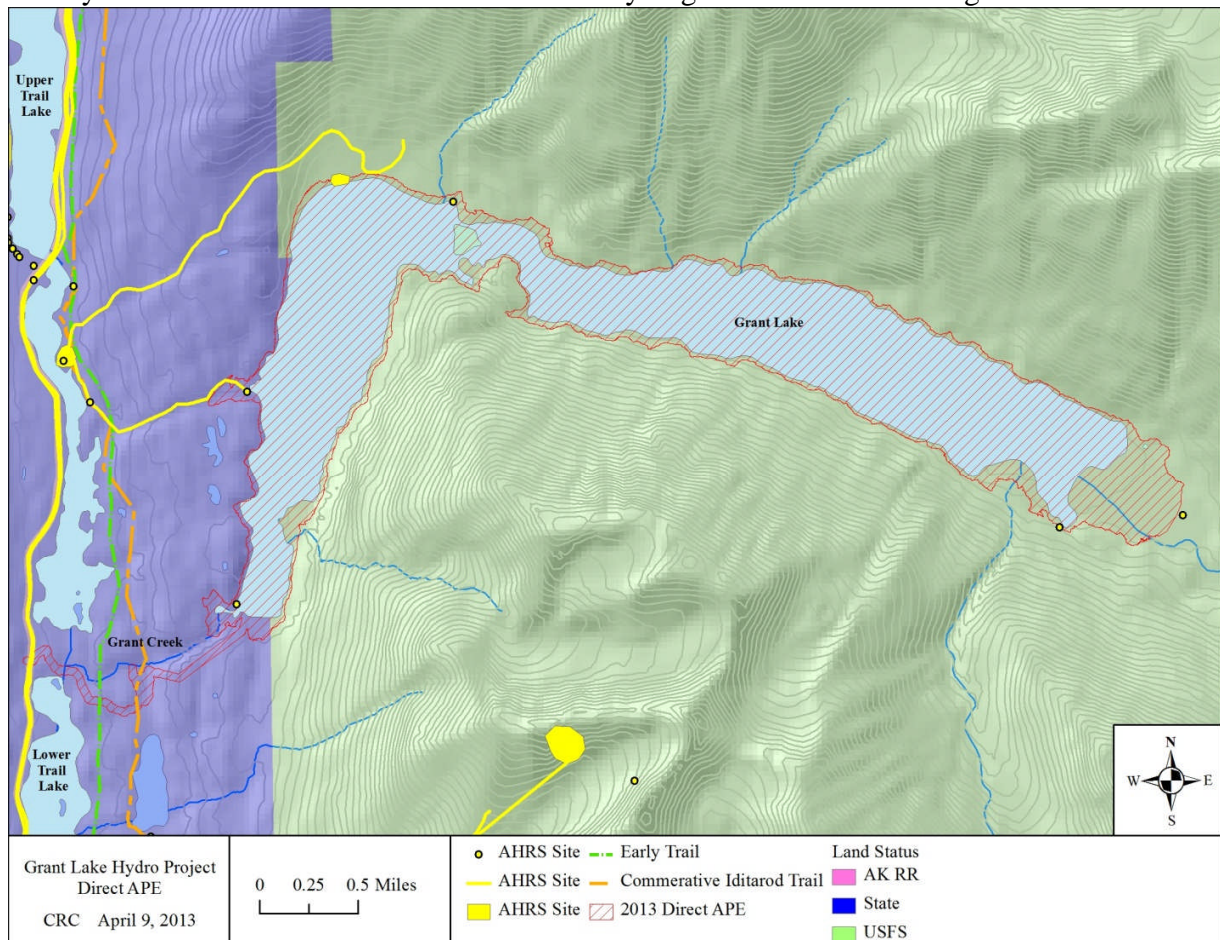 Upper
Trail
Lake
Grant Lake
Grant Creek
Lower
Trail
Lake
N
W
E
S
Grant Lake Hydro Project
Direct APE
CRC April 9, 2013
0 0.25 0.5 Miles
AHRS Site
AHRS Site
AHRS Site
Early Trail
Commerative Iditarod Trail
2013 Direct APE
Land Status
AK RR
State
USFS